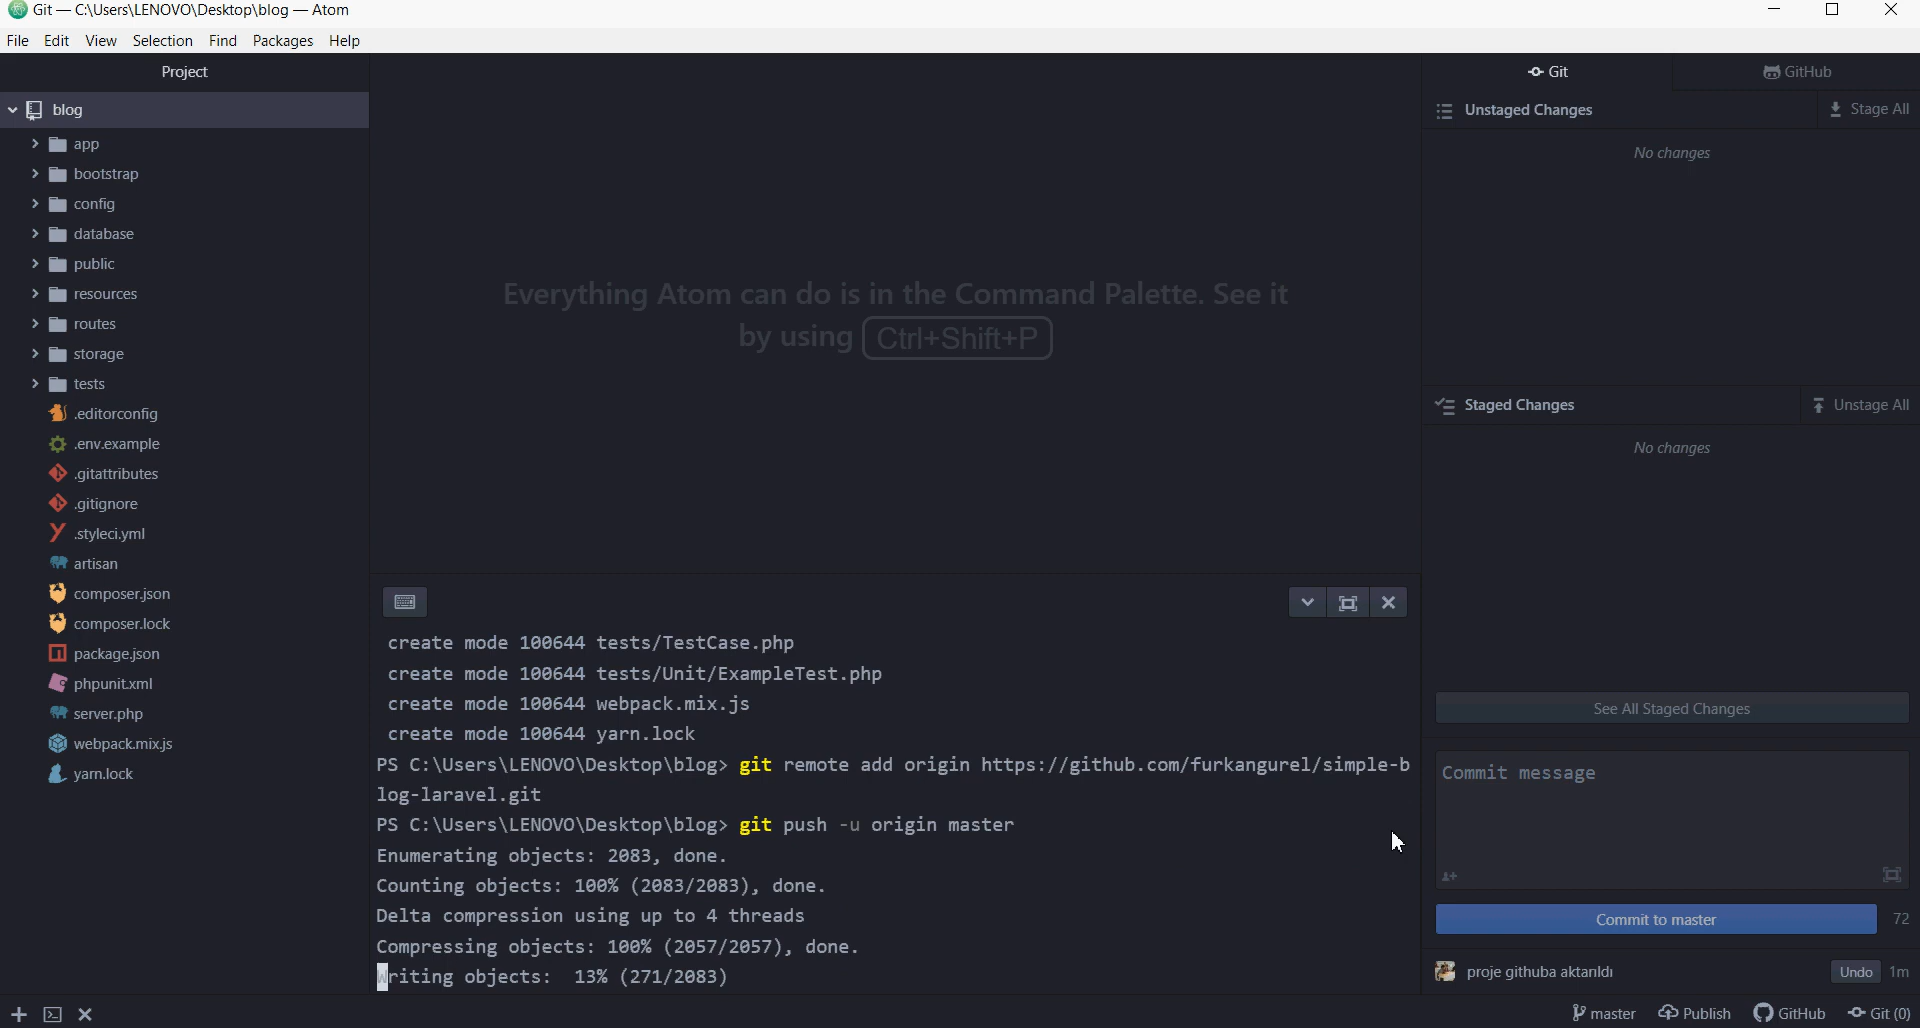 Git — C:\Users\LENOVO\Desktop\blog — Atom
File Edit View Selection Find Packages Help
Project
blog
app
bootstrap
config
database
public
resources
routes
storage
tests
.editorconfig
.env.example
.gitattributes
.gitignore
.styleci.yml
artisan
composer.json
composer.lock
package.json
phpunit.xml
server.php
webpack.mix.js
yarn.lock
Everything Atom can do is in the Command Palette. See it
by using Ctrl+Shift+P
create mode 100644 tests/TestCase.php
create mode 100644 tests/Unit/ExampleTest.php
create mode 100644 webpack.mix.js
create mode 100644 yarn.lock
PS C:\Users\LENOVO\Desktop\blog> git remote add origin https://github.com/furkangurel/simple-b
log-laravel.git
PS C:\Users\LENOVO\Desktop\blog> git push -u origin master
Enumerating objects: 2083, done.
Counting objects: 100% (2083/2083), done.
Delta compression using up to 4 threads
Compressing objects: 100% (2057/2057), done.
Writing objects: 13% (271/2083)
Git GitHub
Unstaged Changes Stage All
No changes
Staged Changes Unstage All
No changes
See All Staged Changes
Commit message
Commit to master 72
proje githuba aktarıldı Undo 1m
master Publish GitHub Git (0)